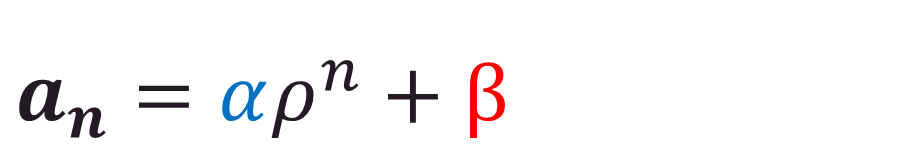 aₙ = αρⁿ + β